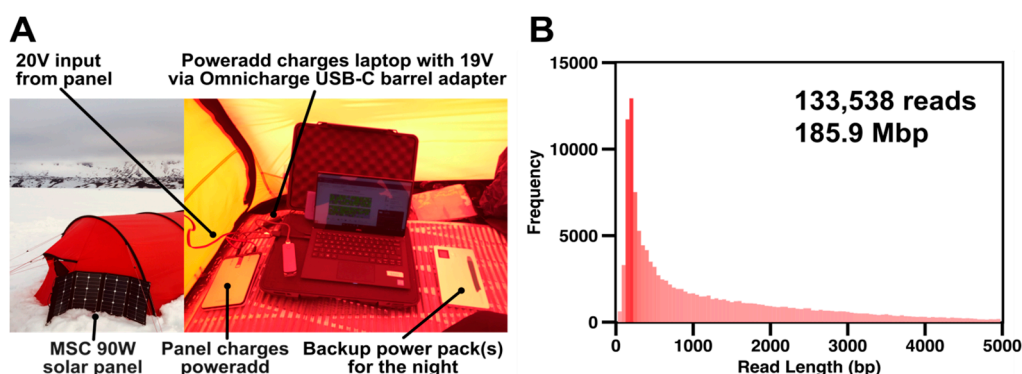 A
20V input
from panel
Poweradd charges laptop with 19V
via Omnicharge USB-C barrel adapter
MSC 90W
solar panel
Panel charges
poweradd
Backup power pack(s)
for the night
B
133,538 reads
185.9 Mbp
Frequency
15000
10000
5000
0
0
1000
2000
3000
4000
5000
Read Length (bp)